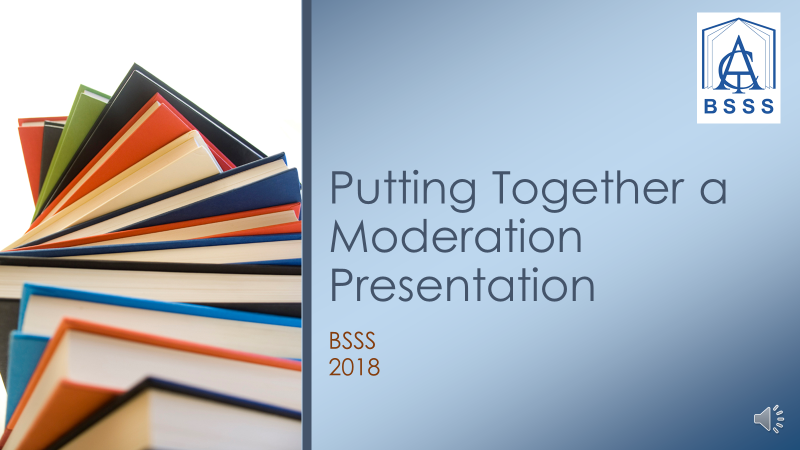 BSSS
Putting Together a
Moderation
Presentation
BSSS
2018